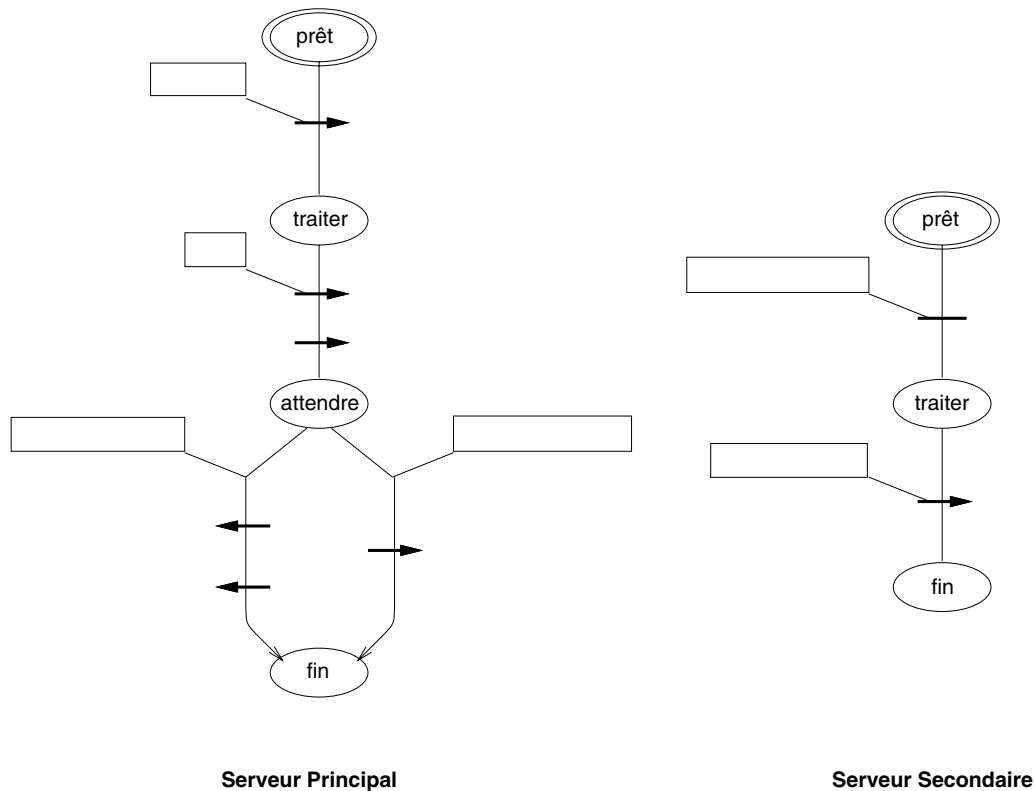 prêt
traiter
attendre
fin
Serveur Principal
prêt
traiter
fin
Serveur Secondaire